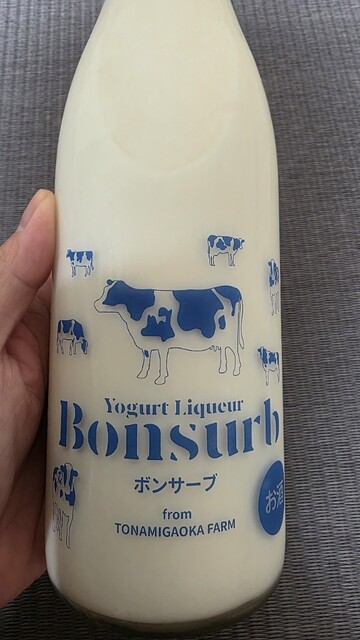 Yogurt Liqueur
Bonsurb
ボンサーブ
from
TONAMIGAOKA FARM
お酒